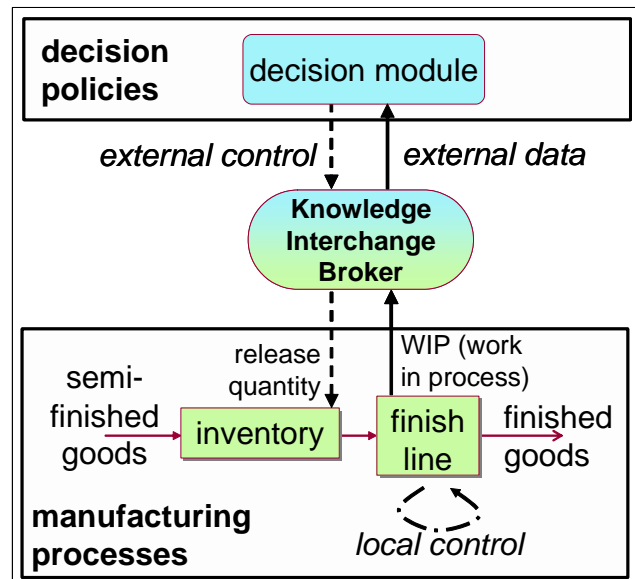 decision
policies
decision module
external control
external data
Knowledge
Interchange
Broker
release
quantity
WIP (work
in process)
semi-
finished
goods
inventory
finish
line
finished
goods
local control
manufacturing
processes